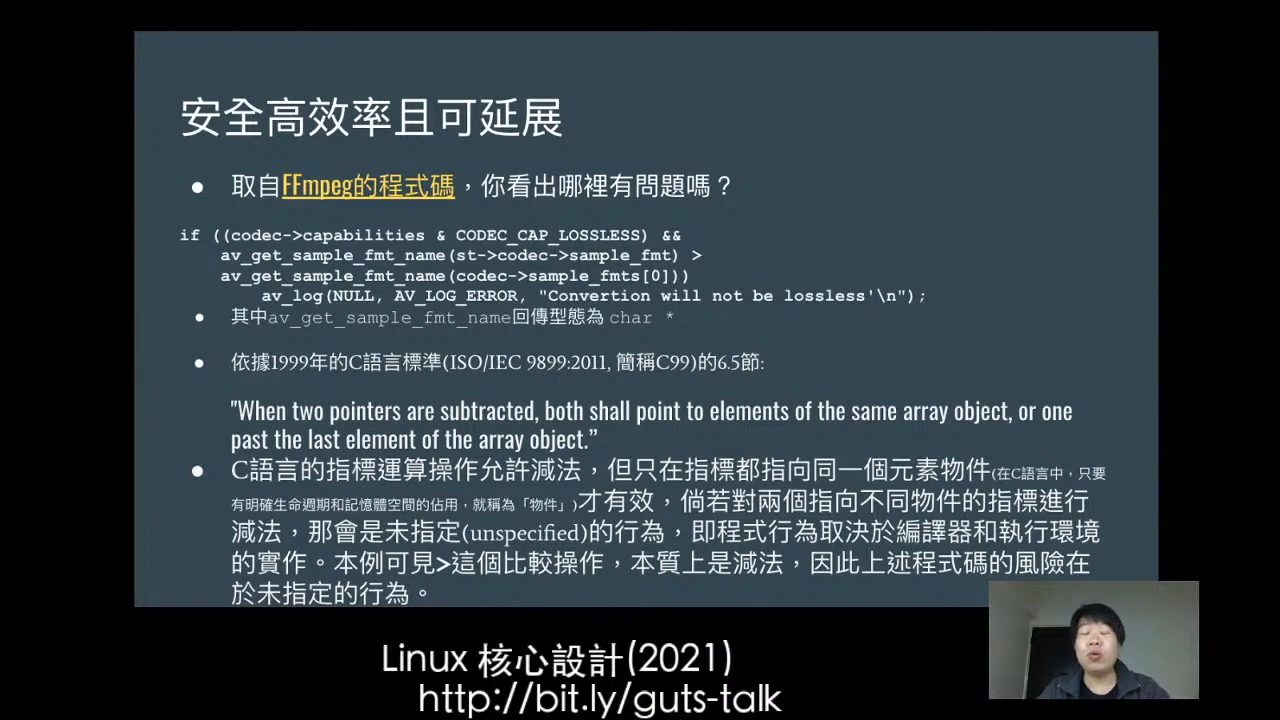 安全高效率且可延展
● 取自FFmpeg的程式碼，你看出哪裡有問題嗎？
if ((codec->capabilities & CODEC_CAP_LOSSLESS) &&
av_get_sample_fmt_name(st->codec->sample_fmt) >
av_get_sample_fmt_name(codec->sample_fmts[0]))
av_log(NULL, AV_LOG_ERROR, "Convertion will not be lossless'\n");
● 其中av_get_sample_fmt_name回傳型態為 char *
● 依據1999年的C語言標準(ISO/IEC 9899:2011, 簡稱C99)的6.5節:
"When two pointers are subtracted, both shall point to elements of the same array object, or one
past the last element of the array object.”
● C語言的指標運算操作允許減法，但只在指標都指向同一個元素物件(在C語言中，只要
有明確生命週期和記憶體空間的佔用，就稱為「物件」)才有效，倘若對兩個指向不同物件的指標進行
減法，那會是未指定(unspecified)的行為，即程式行為取決於編譯器和執行環境
的實作。本例可見>這個比較操作，本質上是減法，因此上述程式碼的風險在
於未指定的行為。
Linux 核心設計(2021)
http://bit.ly/guts-talk